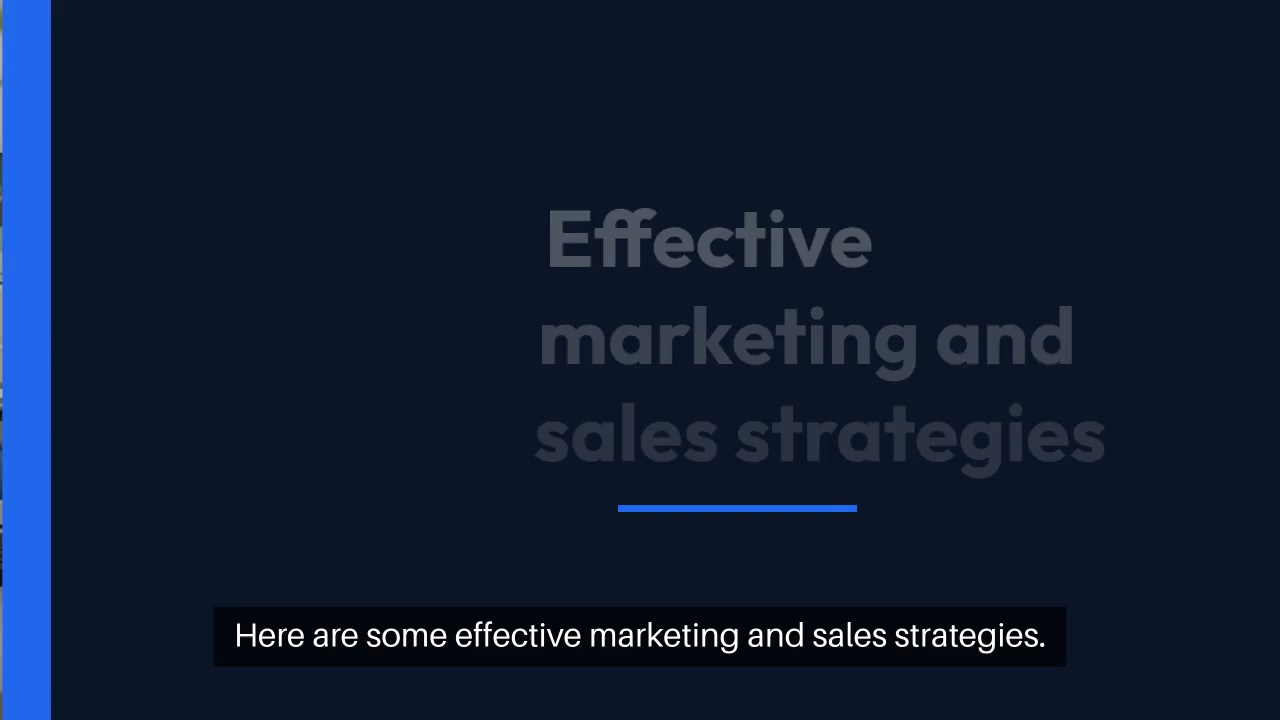 Effective
marketing and
sales strategies
Here are some effective marketing and sales strategies.